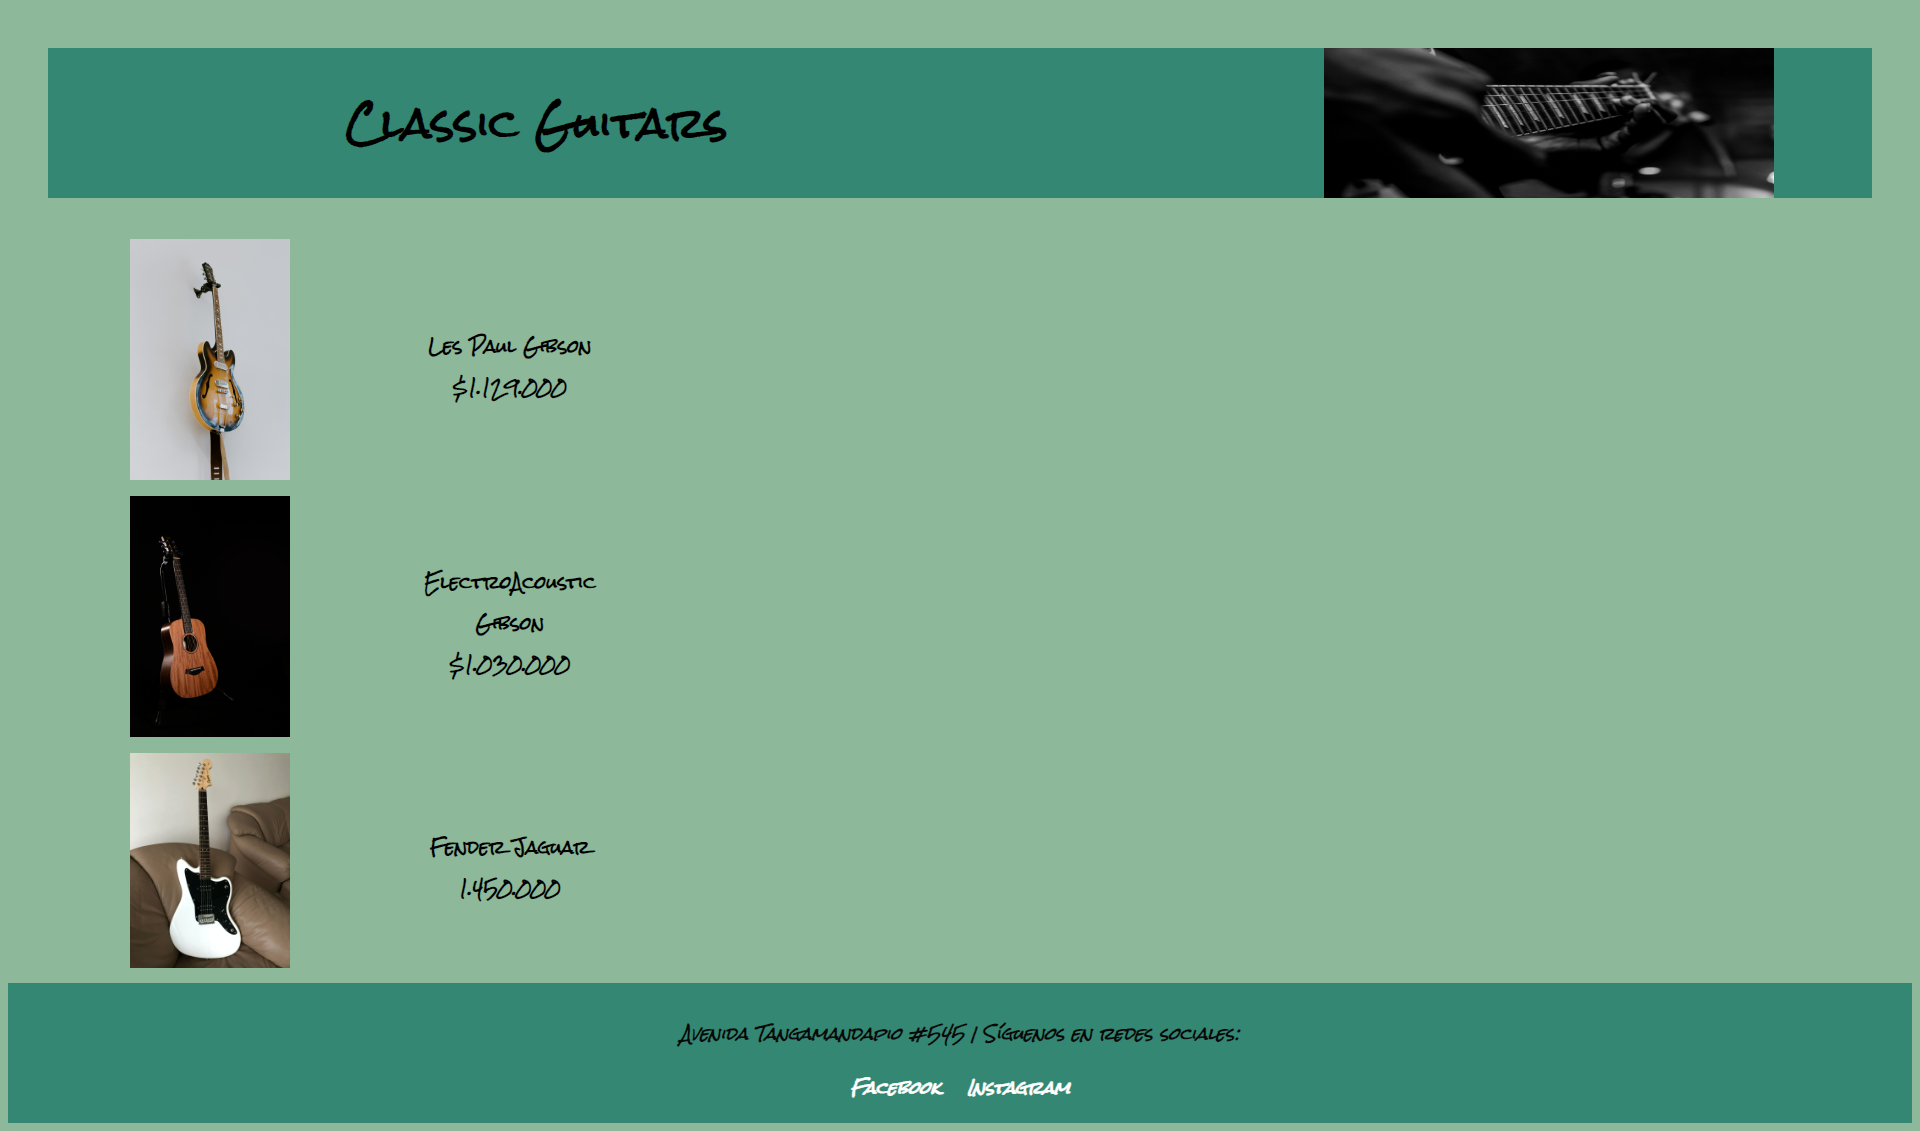 Classic Guitars
Les Paul Gibson
$1.129.000
ElectroAcoustic
Gibson
$1.030.000
Fender Jaguar
1.450.000
Avenida Tangamandapio #545 | Síguenos en redes sociales:
Facebook Instagram